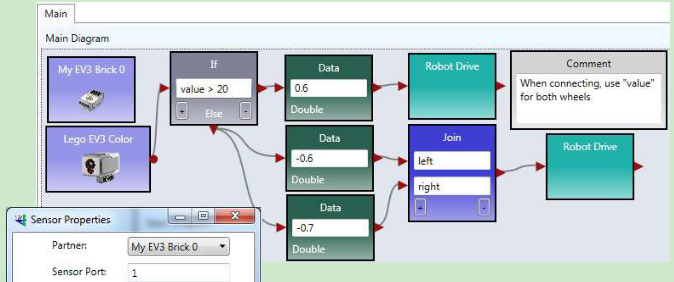 Main
Main Diagram
My EV3 Brick 0
If
value > 20
+
Else
-
Data
0.6
Double
Robot Drive
Comment
When connecting, use "value"
for both wheels
Lego EV3 Color
Data
-0.6
Double
Join
left
right
+
-
Robot Drive
Data
-0.7
Double
Sensor Properties
Partner:
My EV3 Brick 0
Sensor Port:
1